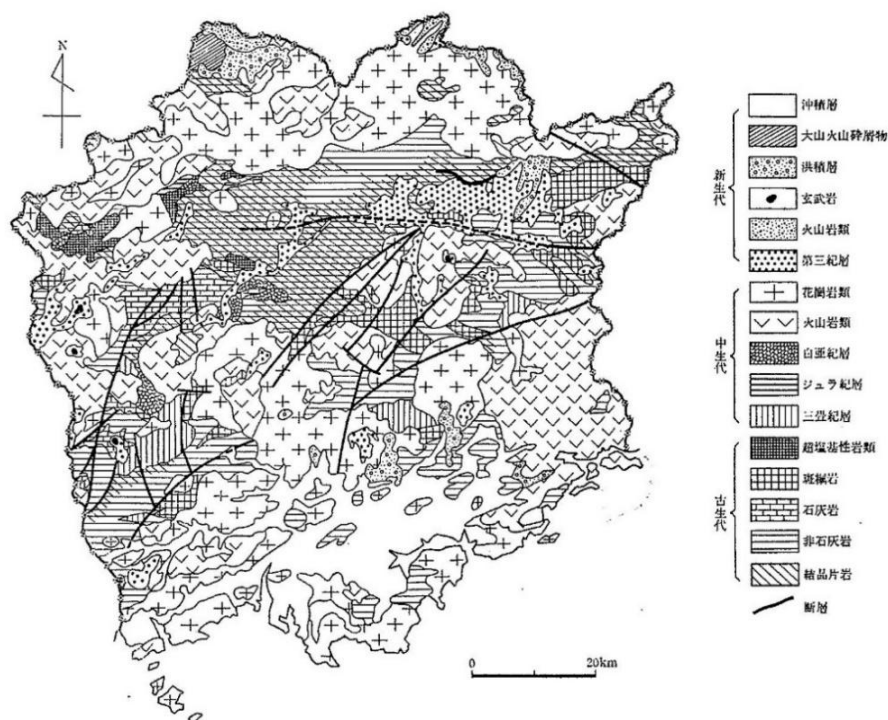 N
新生代
沖積層
大山火山砕屑物
洪積層
玄武岩
火山岩類
第三紀層
中生代
花崗岩類
火山岩類
白亜紀層
ジュラ紀層
三畳紀層
古生代
超塩基性岩類
斑糲岩
石灰岩
非石灰岩
結晶片岩
断層
0 20km